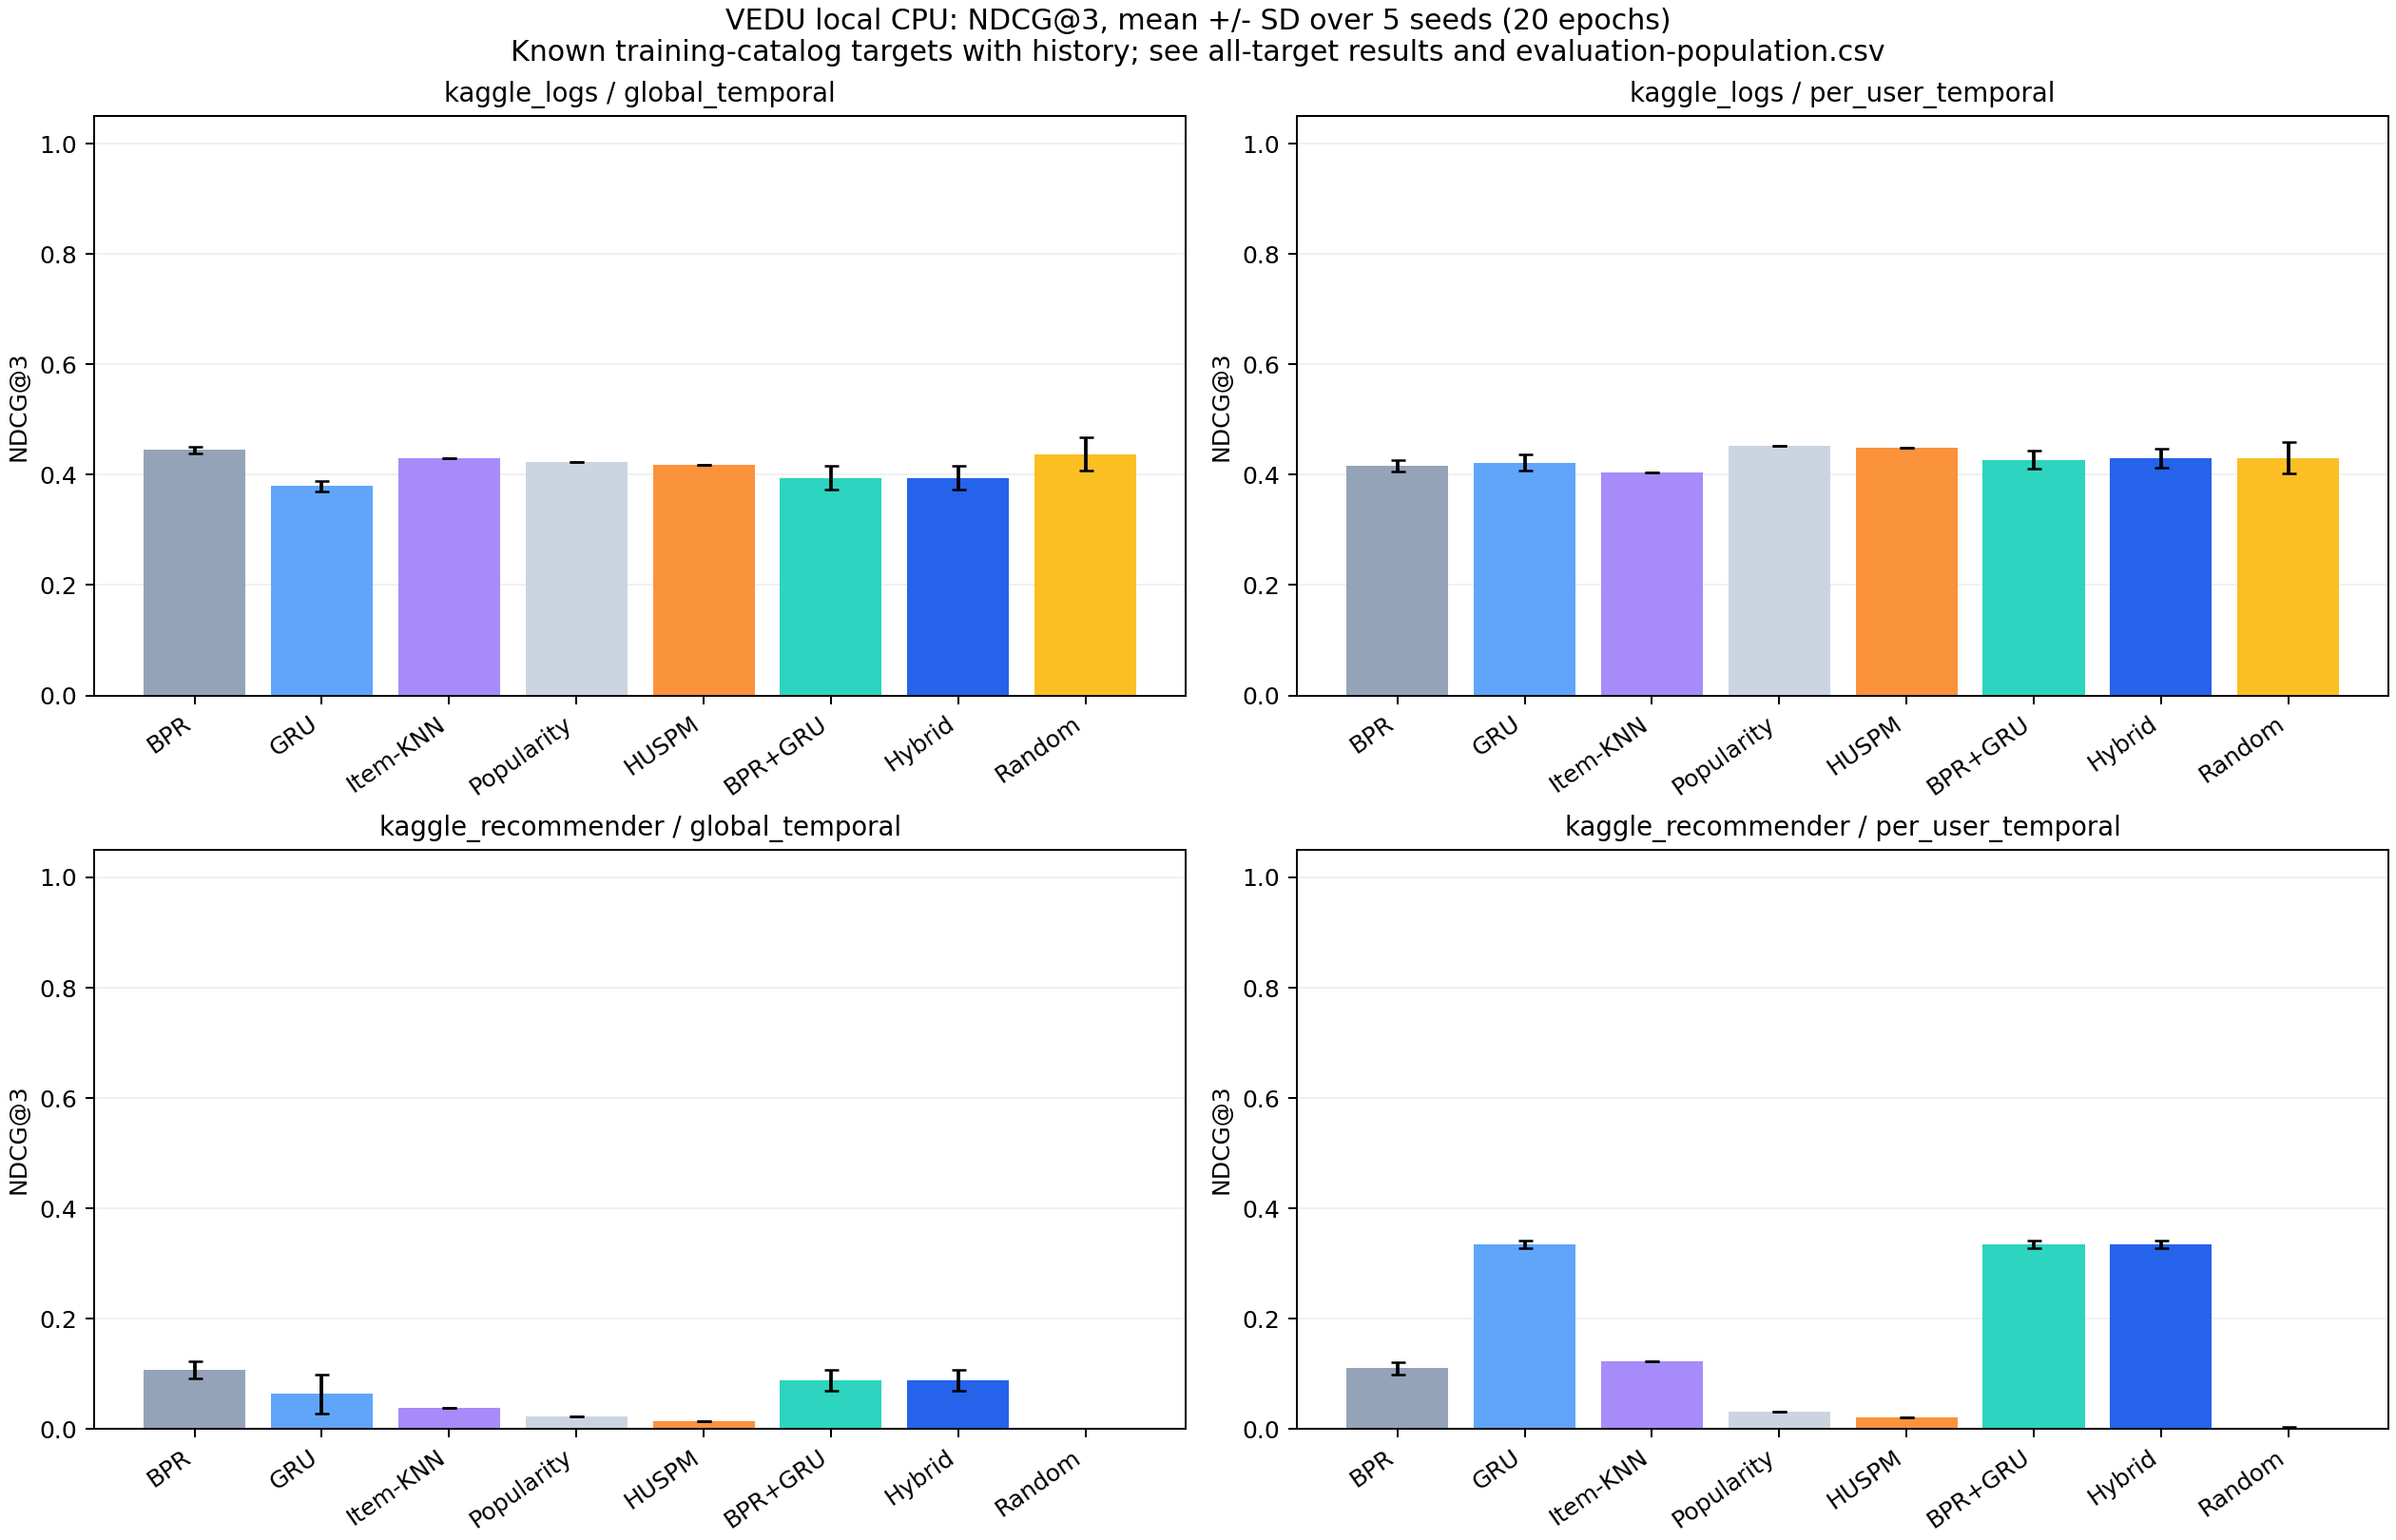 VEDU local CPU: NDCG@3, mean +/- SD over 5 seeds (20 epochs)
Known training-catalog targets with history; see all-target results and evaluation-population.csv
kaggle_logs / global_temporal
1.0
0.8
0.6
0.4
0.2
0.0
NDCG@3
BPR
GRU
Item-KNN
Popularity
HUSPM
BPR+GRU
Hybrid
Random
kaggle_logs / per_user_temporal
1.0
0.8
0.6
0.4
0.2
0.0
NDCG@3
BPR
GRU
Item-KNN
Popularity
HUSPM
BPR+GRU
Hybrid
Random
kaggle_recommender / global_temporal
1.0
0.8
0.6
0.4
0.2
0.0
NDCG@3
BPR
GRU
Item-KNN
Popularity
HUSPM
BPR+GRU
Hybrid
Random
kaggle_recommender / per_user_temporal
1.0
0.8
0.6
0.4
0.2
0.0
NDCG@3
BPR
GRU
Item-KNN
Popularity
HUSPM
BPR+GRU
Hybrid
Random